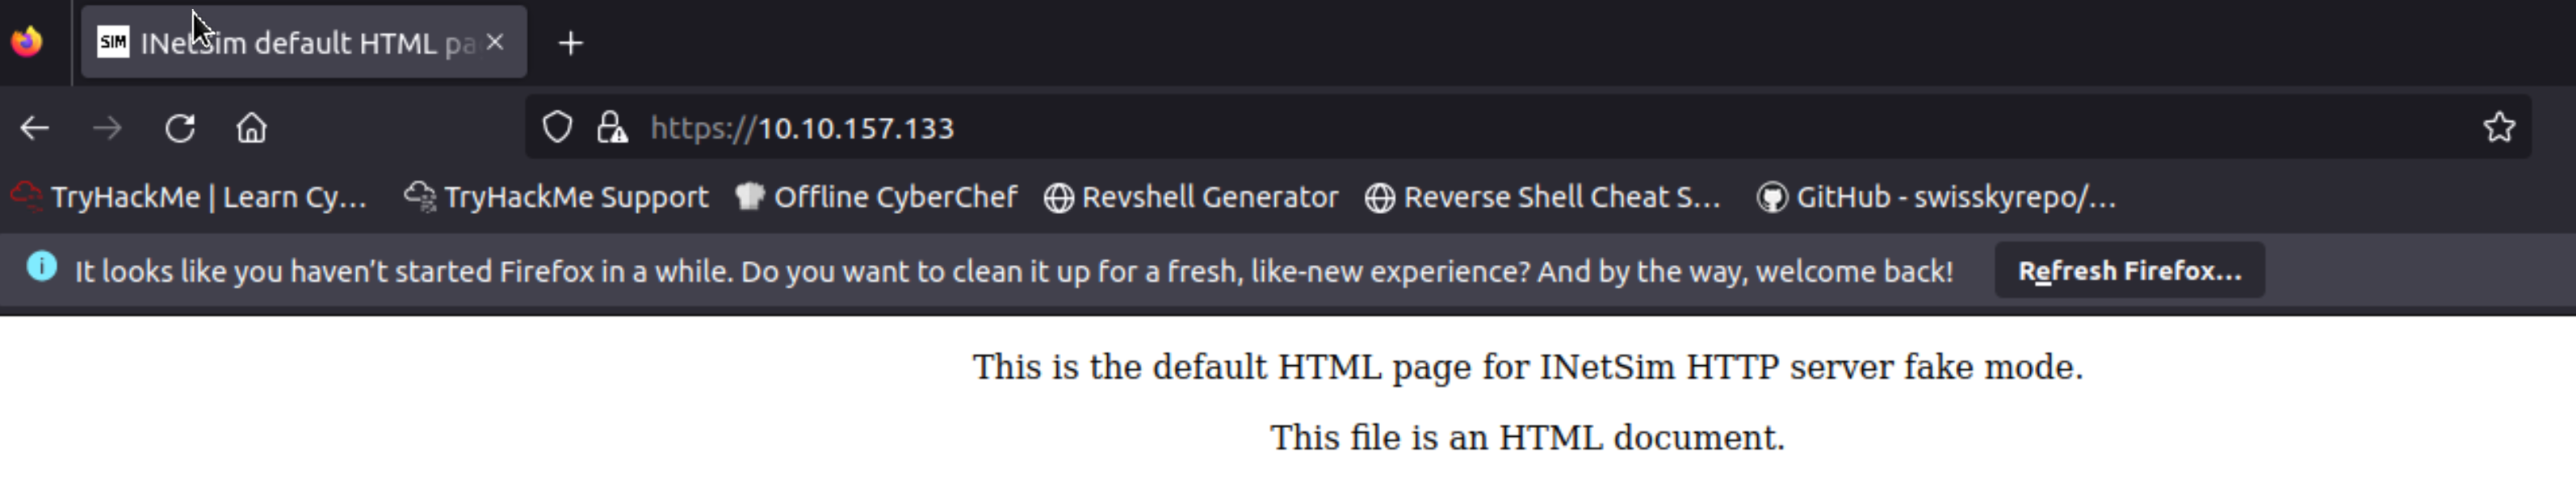 SIM INetSim default HTML pa
https://10.10.157.133
TryHackMe | Learn Cy… TryHackMe Support Offline CyberChef Revshell Generator Reverse Shell Cheat S… GitHub - swisskyrepo/…
It looks like you haven’t started Firefox in a while. Do you want to clean it up for a fresh, like-new experience? And by the way, welcome back! Refresh Firefox…
This is the default HTML page for INetSim HTTP server fake mode.
This file is an HTML document.